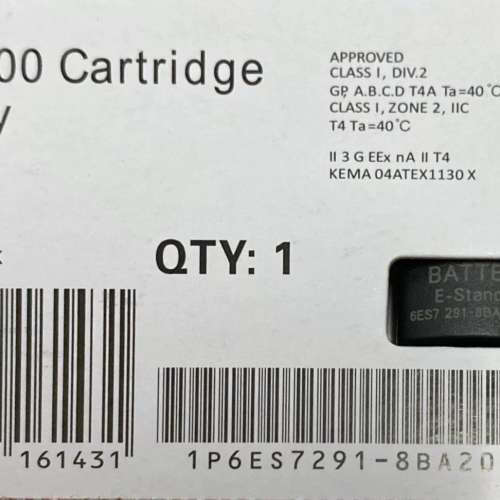 00 Cartridge
y
APPROVED
CLASS I, DIV.2
GP. A.B.C.D T4A Ta=40℃
CLASS I, ZONE 2, IIC
T4 Ta=40℃
II 3 G EEx nA II T4
KEMA 04ATEX1130 X
QTY: 1
BATTE
E-Stand
6ES7 291-8BA
161431
1P6ES7291-8BA20